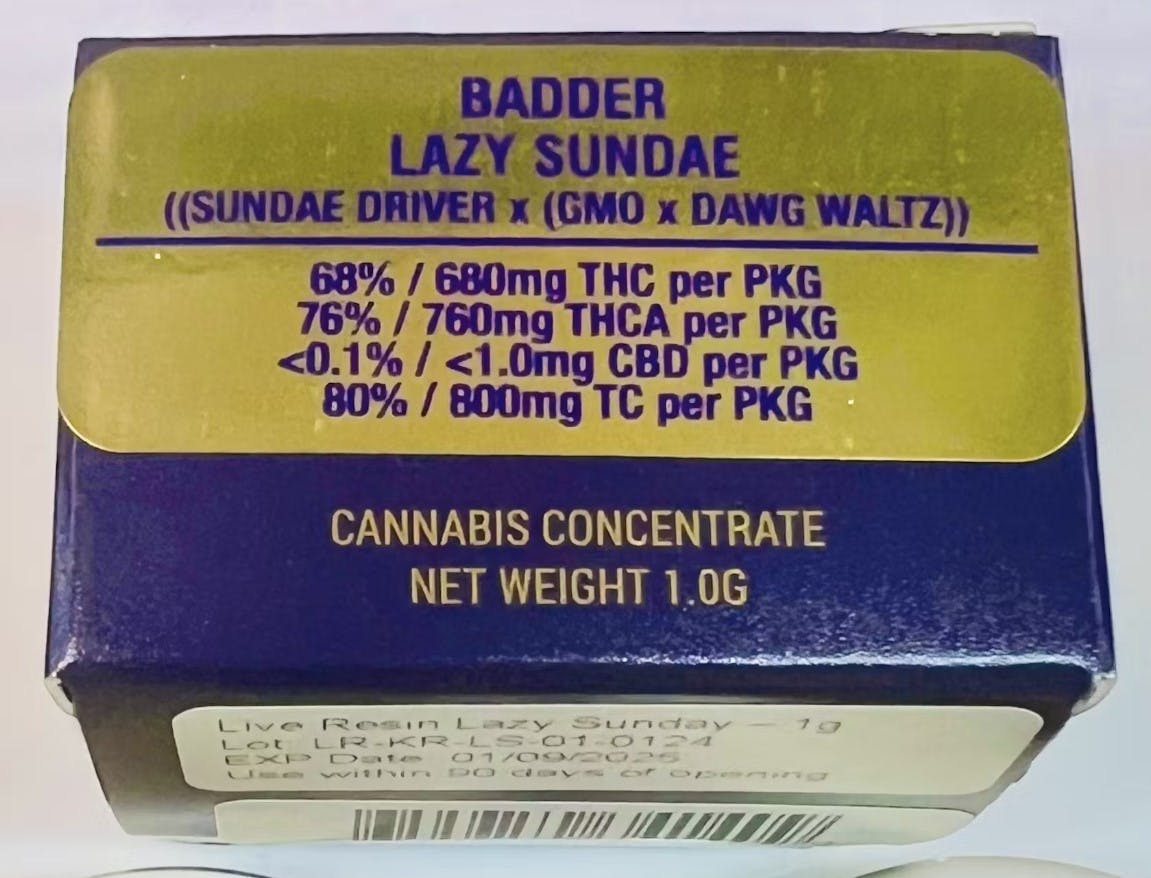 BADDER
LAZY SUNDAE
((SUNDAE DRIVER x (GMO x DAWG WALTZ))
68% / 680mg THC per PKG
76% / 760mg THCA per PKG
<0.1% / <1.0mg CBD per PKG
80% / 800mg TC per PKG
CANNABIS CONCENTRATE
NET WEIGHT 1.0G
Live Resin Lazy Sunday - 1g
Lot LR-KR-LS-01-0124
EXP Date 01/09/2025
Use within 90 days of opening